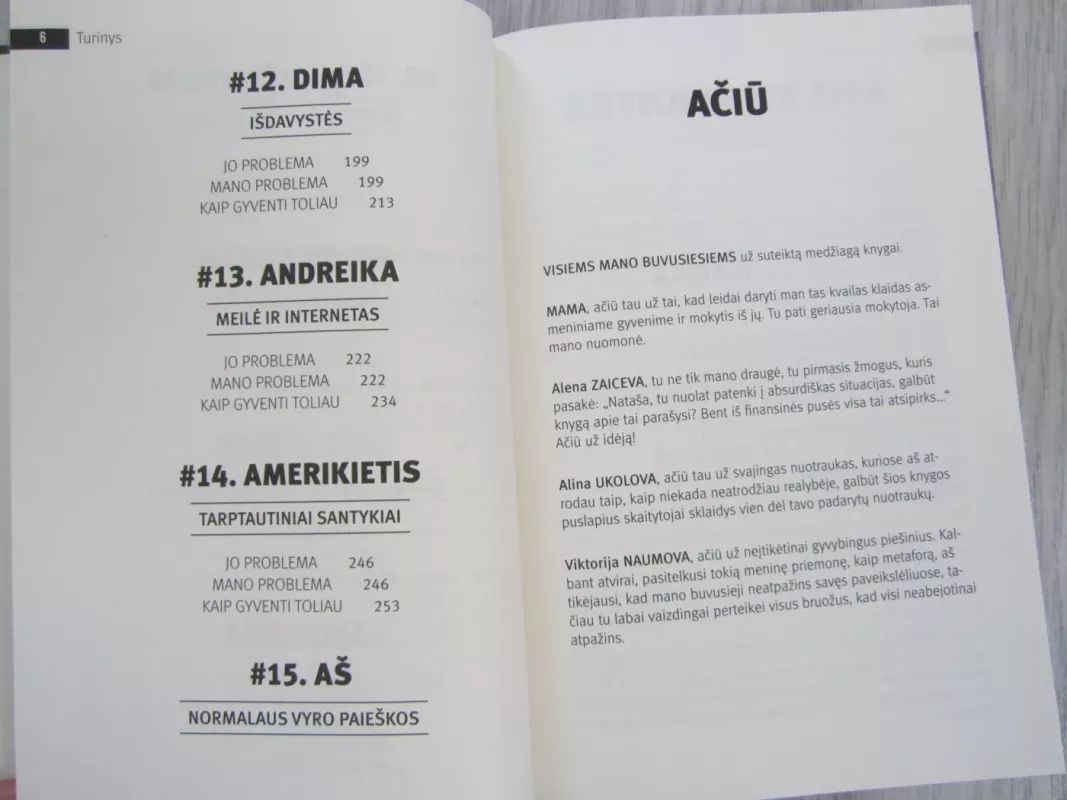 6 Turinys
#12. DIMA
IŠDAVYSTĖS
JO PROBLEMA 199
MANO PROBLEMA 199
KAIP GYVENTI TOLIAU 213
#13. ANDREIKA
MEILĖ IR INTERNETAS
JO PROBLEMA 222
MANO PROBLEMA 222
KAIP GYVENTI TOLIAU 234
#14. AMERIKIETIS
TARPTAUTINIAI SANTYKIAI
JO PROBLEMA 246
MANO PROBLEMA 246
KAIP GYVENTI TOLIAU 253
#15. AŠ
NORMALAUS VYRO PAIEŠKOS
AČIŪ
VISIEMS MANO BUVUSIESIEMS už suteiktą medžiagą knygai.
MAMA, ačiū tau už tai, kad leidai daryti man tas kvailas klaidas as-
meniniame gyvenime ir mokytis iš jų. Tu pati geriausia mokytoja. Tai
mano nuomonė.
Alena ZAICEVA, tu ne tik mano draugė, tu pirmasis žmogus, kuris
pasakė: „Nataša, tu nuolat patenki į absurdiškas situacijas, galbūt
knygą apie tai parašysi? Bent iš finansinės pusės visa tai atsipirks...“
Ačiū už idėją!
Alina UKOLOVA, ačiū tau už svajingas nuotraukas, kuriose aš at-
rodau taip, kaip niekada neatrodžiau realybėje, galbūt šios knygos
puslapius skaitytojai sklaidys vien dėl tavo padarytų nuotraukų.
Viktorija NAUMOVA, ačiū už neįtikėtinai gyvybingus piešinius. Kal-
bant atvirai, pasitelkusi tokią meninę priemonę, kaip metaforą, aš
tikėjausi, kad mano buvusieji neatpažins savęs paveikslėliuose, ta-
čiau tu labai vaizdingai perteikei visus bruožus, kad visi neabejotinai
atpažins.